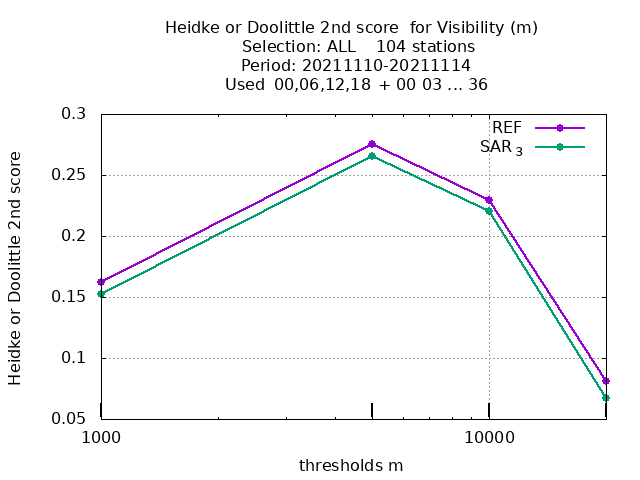 Heidke or Doolittle 2nd score  for Visibility (m)
Selection: ALL    104 stations
Period: 20211110-20211114
Used  00,06,12,18  + 00 03 ... 36
Heidke or Doolittle 2nd score
0.3
0.25
0.2
0.15
0.1
0.05
REF
SAR 3
1000
10000
thresholds m